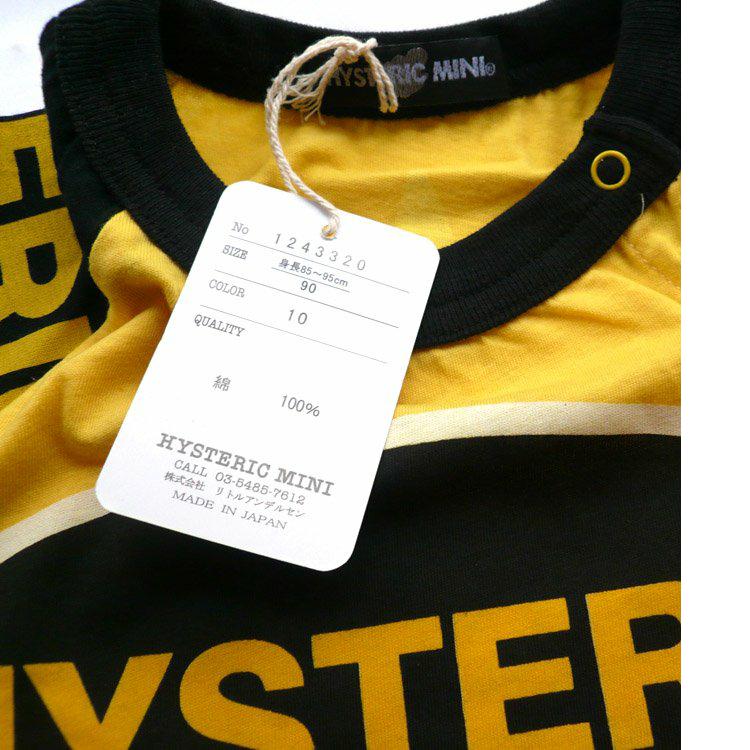 HYSTERIC MINI®
ERIC
No 1243320
SIZE 身長85〜95cm
90
COLOR 10
QUALITY
綿 100%
HYSTERIC MINI
CALL 03-5485-7612
株式会社 リトルアンデルセン
MADE IN JAPAN
HYSTER